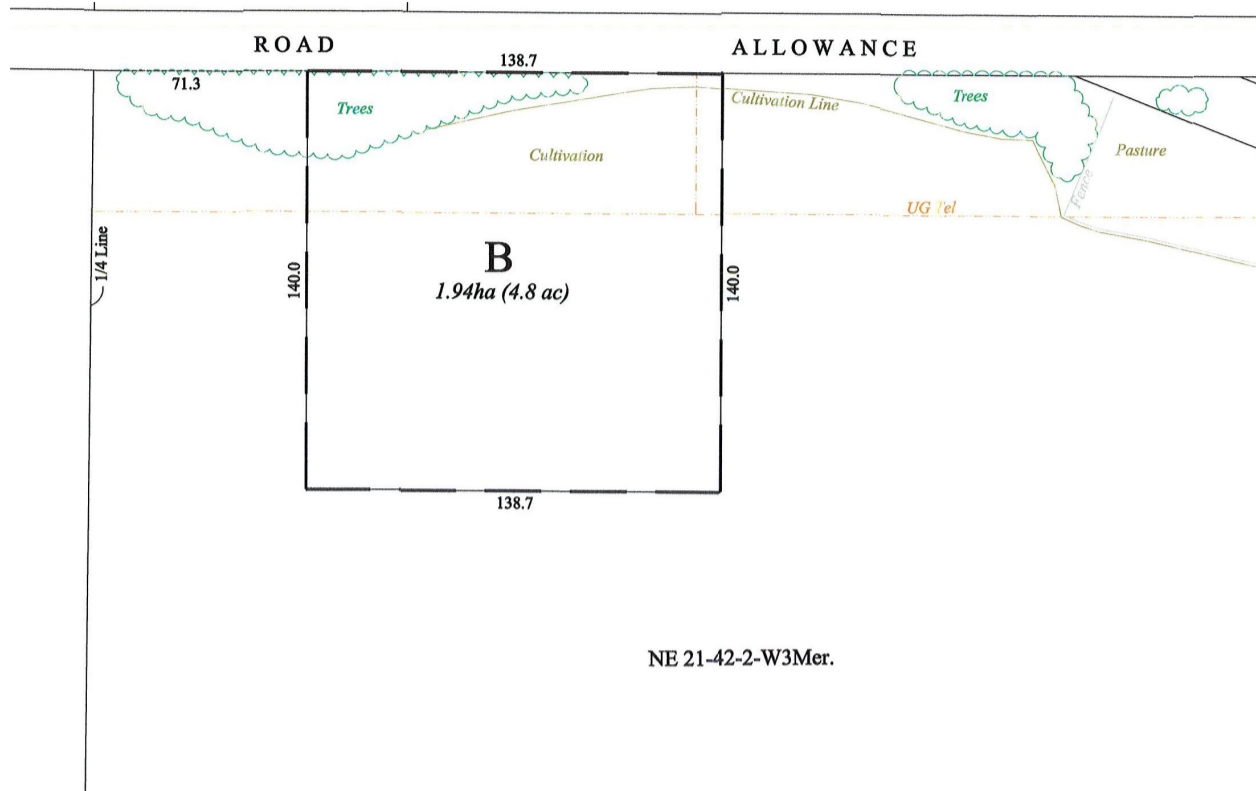 ROAD ALLOWANCE
138.7
71.3
Trees
Cultivation Line
Trees
Cultivation
Pasture
Fence
UG Tel
1/4 Line
B
1.94ha (4.8 ac)
140.0
140.0
138.7
NE 21-42-2-W3Mer.